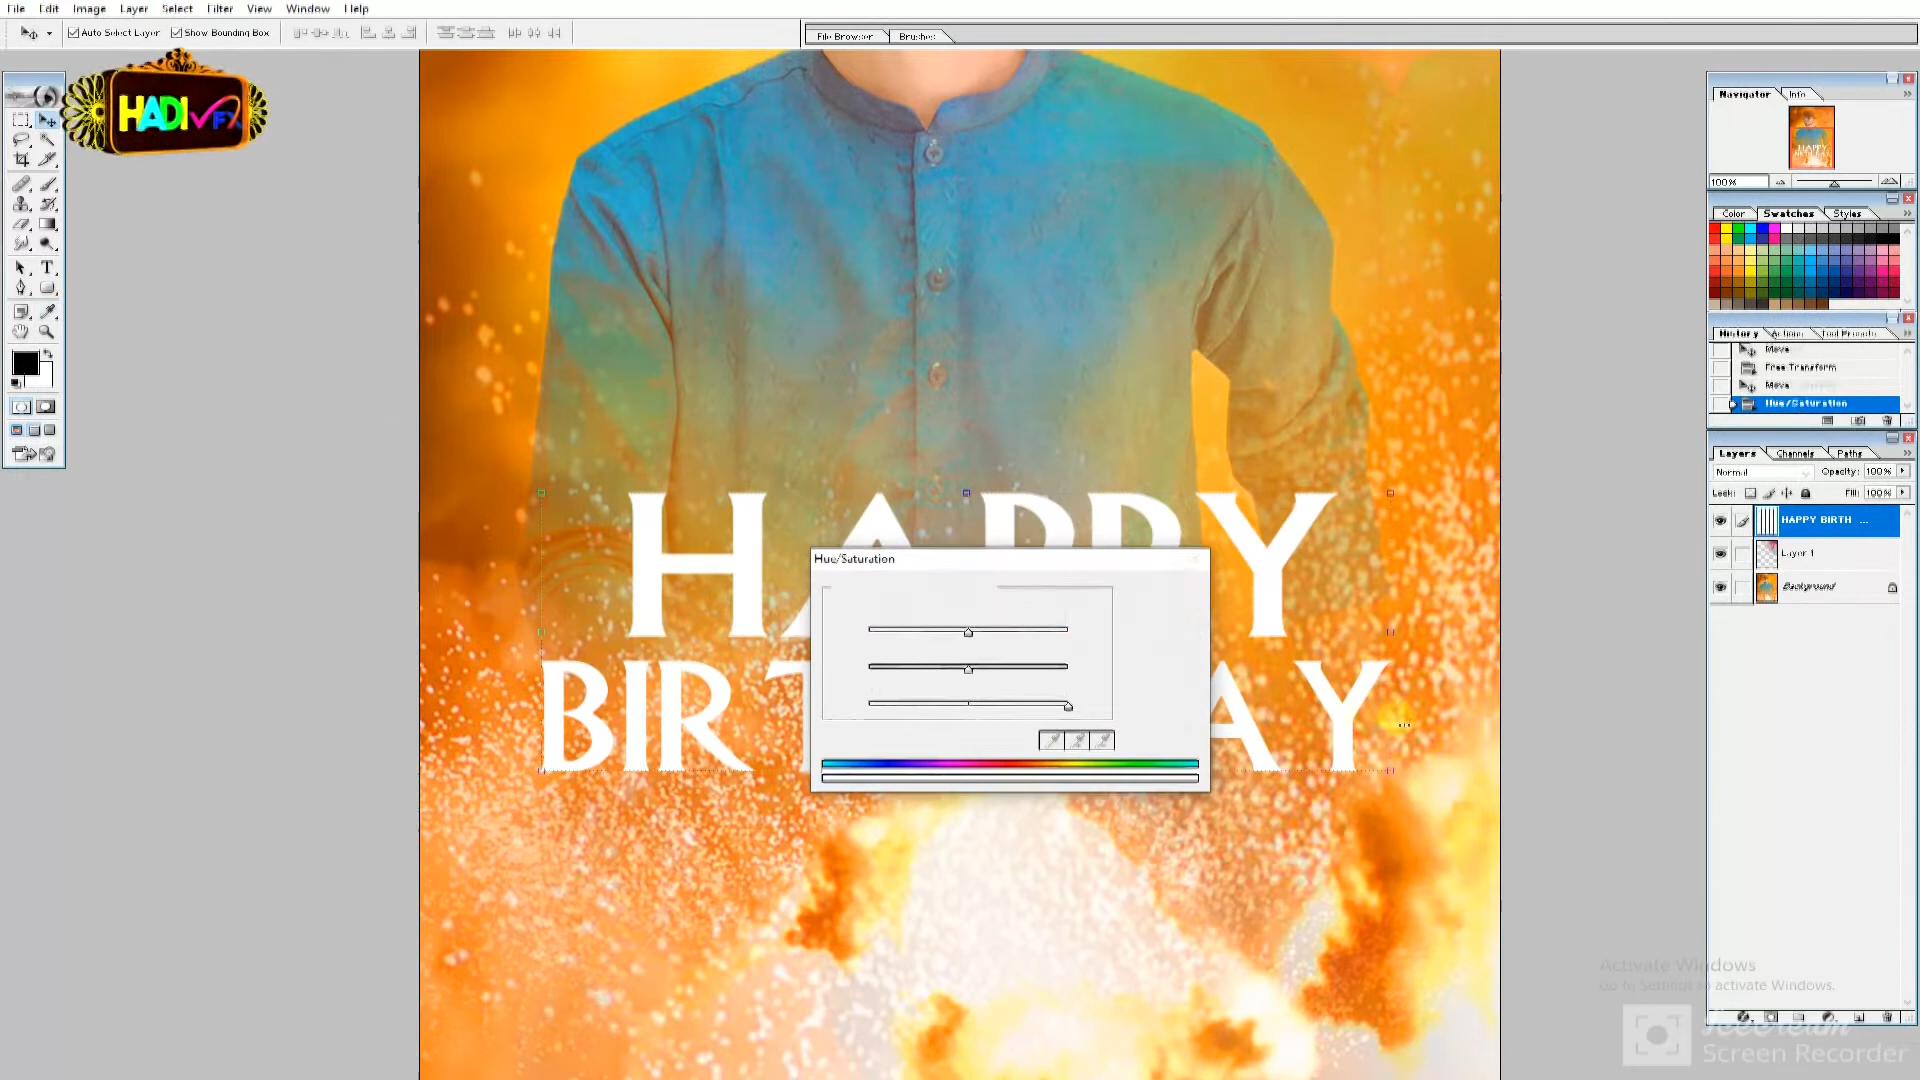 File Edit Image Layer Select Filter View Window Help
Auto Select Layer Show Bounding Box
File Browser Brushes
HADI VFX
Navigator Info
100%
Color Swatches Styles
History Actions Tool Presets
Move
Free Transform
Move
Hue/Saturation
Layers Channels Paths
Normal Opacity: 100%
Lock: Fill: 100%
HAPPY BIRTH ...
Layer 1
Background
HAPPY
Hue/Saturation
BIRT AY
Activate Windows
Go to Settings to activate Windows.
IceCream
Screen Recorder